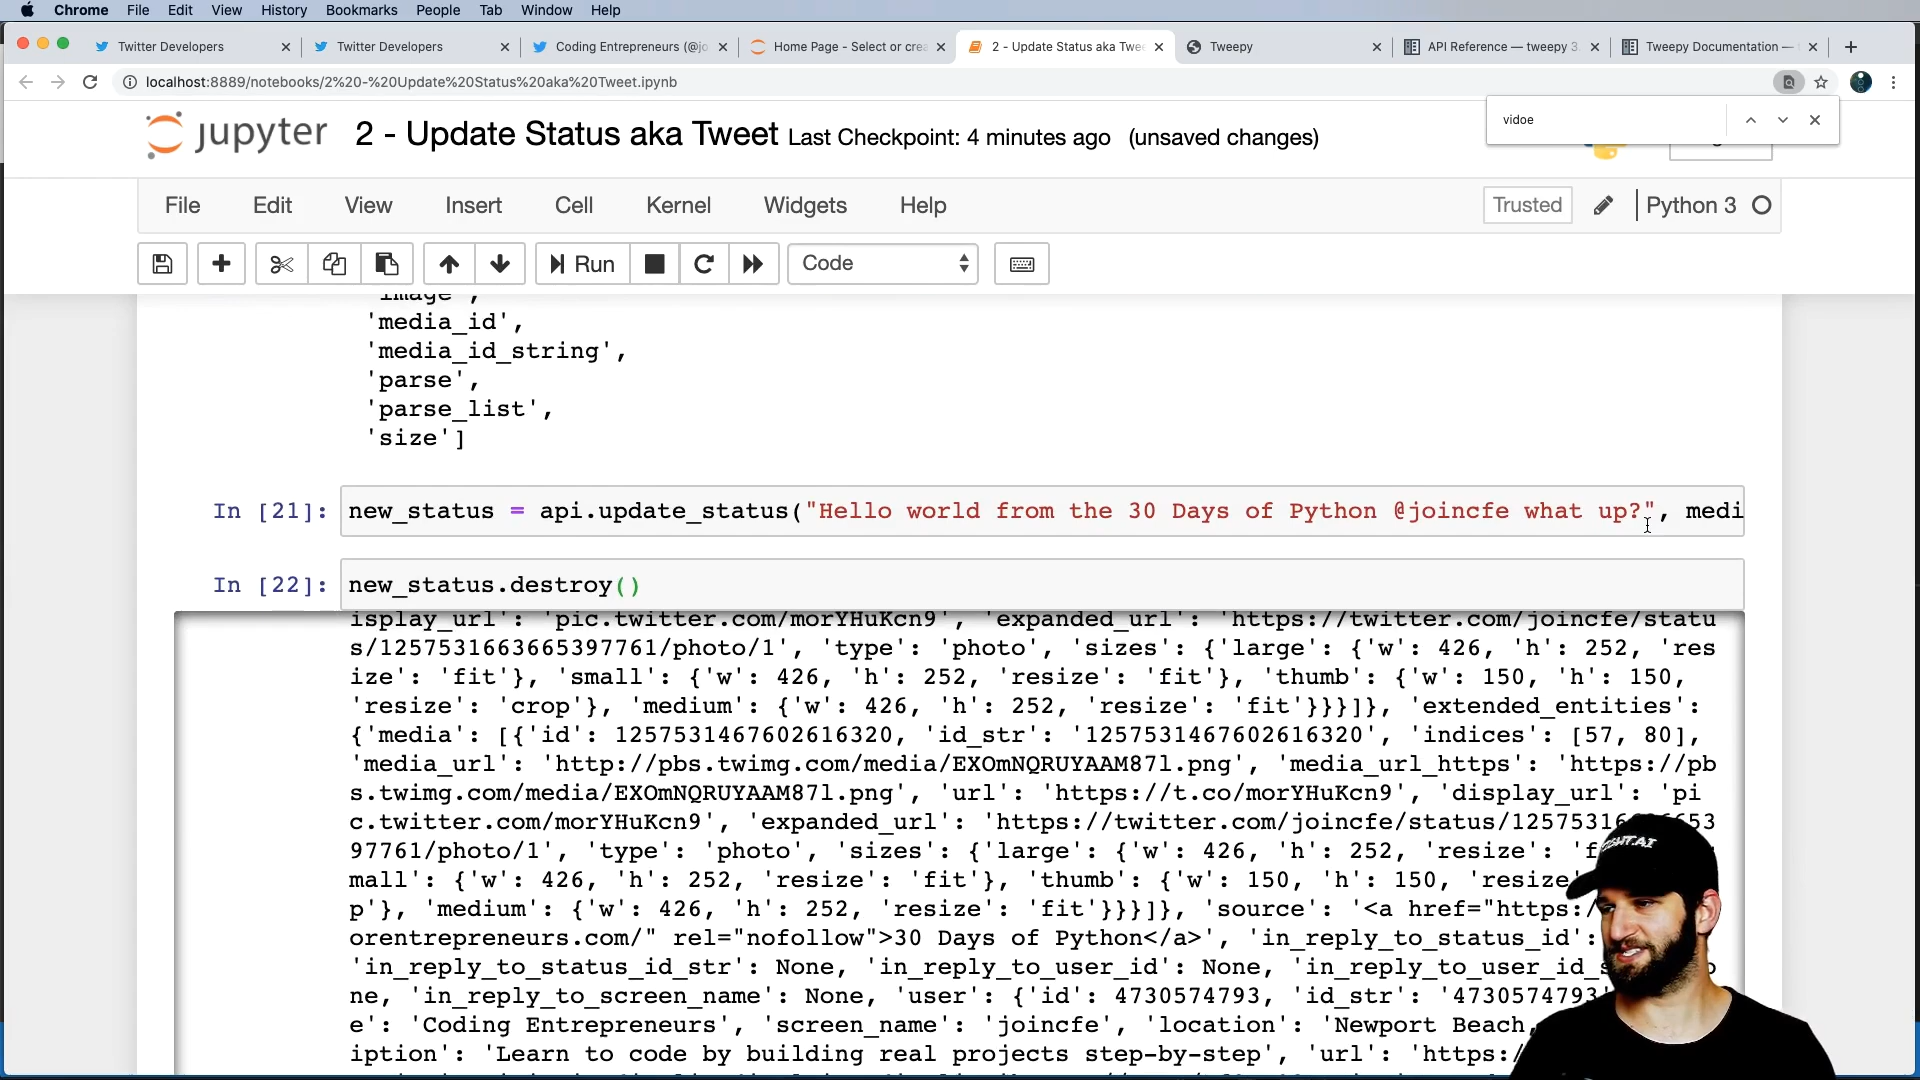 Chrome File Edit View History Bookmarks People Tab Window Help
Twitter Developers Twitter Developers Coding Entrepreneurs (@jo Home Page - Select or crea 2 - Update Status aka Twee Tweepy API Reference — tweepy 3. Tweepy Documentation —
localhost:8889/notebooks/2%20-%20Update%20Status%20aka%20Tweet.ipynb
vidoe
jupyter 2 - Update Status aka Tweet Last Checkpoint: 4 minutes ago (unsaved changes)
File Edit View Insert Cell Kernel Widgets Help Trusted Python 3
Run Code
'image',
'media_id',
'media_id_string',
'parse',
'parse_list',
'size']
In [21]: new_status = api.update_status("Hello world from the 30 Days of Python @joincfe what up?", medi
In [22]: new_status.destroy()
isplay_url': 'pic.twitter.com/morYHuKcn9', 'expanded_url': 'https://twitter.com/joincfe/statu
s/1257531663665397761/photo/1', 'type': 'photo', 'sizes': {'large': {'w': 426, 'h': 252, 'res
ize': 'fit'}, 'small': {'w': 426, 'h': 252, 'resize': 'fit'}, 'thumb': {'w': 150, 'h': 150,
'resize': 'crop'}, 'medium': {'w': 426, 'h': 252, 'resize': 'fit'}}}]}, 'extended_entities':
{'media': [{'id': 1257531467602616320, 'id_str': '1257531467602616320', 'indices': [57, 80],
'media_url': 'http://pbs.twimg.com/media/EXOmNQRUYAAM87l.png', 'media_url_https': 'https://pb
s.twimg.com/media/EXOmNQRUYAAM87l.png', 'url': 'https://t.co/morYHuKcn9', 'display_url': 'pi
c.twitter.com/morYHuKcn9', 'expanded_url': 'https://twitter.com/joincfe/status/125753166366653
97761/photo/1', 'type': 'photo', 'sizes': {'large': {'w': 426, 'h': 252, 'resize': 'f
mall': {'w': 426, 'h': 252, 'resize': 'fit'}, 'thumb': {'w': 150, 'h': 150, 'resize'
p'}, 'medium': {'w': 426, 'h': 252, 'resize': 'fit'}}}]}, 'source': '<a href="https:/
orentrepreneurs.com/" rel="nofollow">30 Days of Python</a>', 'in_reply_to_status_id':
'in_reply_to_status_id_str': None, 'in_reply_to_user_id': None, 'in_reply_to_user_id_s
ne, 'in_reply_to_screen_name': None, 'user': {'id': 4730574793, 'id_str': '4730574793'
e': 'Coding Entrepreneurs', 'screen_name': 'joincfe', 'location': 'Newport Beach,
iption': 'Learn to code by building real projects step-by-step', 'url': 'https:/